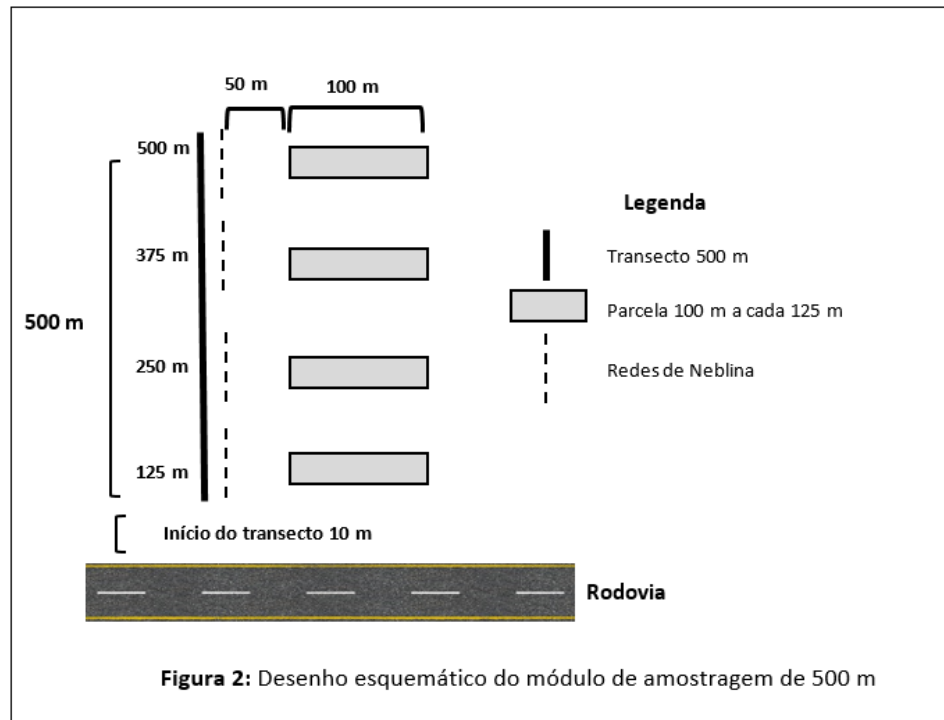 50 m
100 m
500 m
375 m
500 m
250 m
125 m
Início do transecto 10 m
Legenda
Transecto 500 m
Parcela 100 m a cada 125 m
Redes de Neblina
Rodovia
Figura 2: Desenho esquemático do módulo de amostragem de 500 m